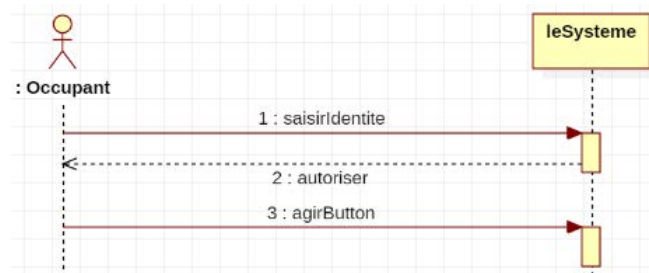 leSysteme
: Occupant
1 : saisirIdentite
2 : autoriser
3 : agirButton